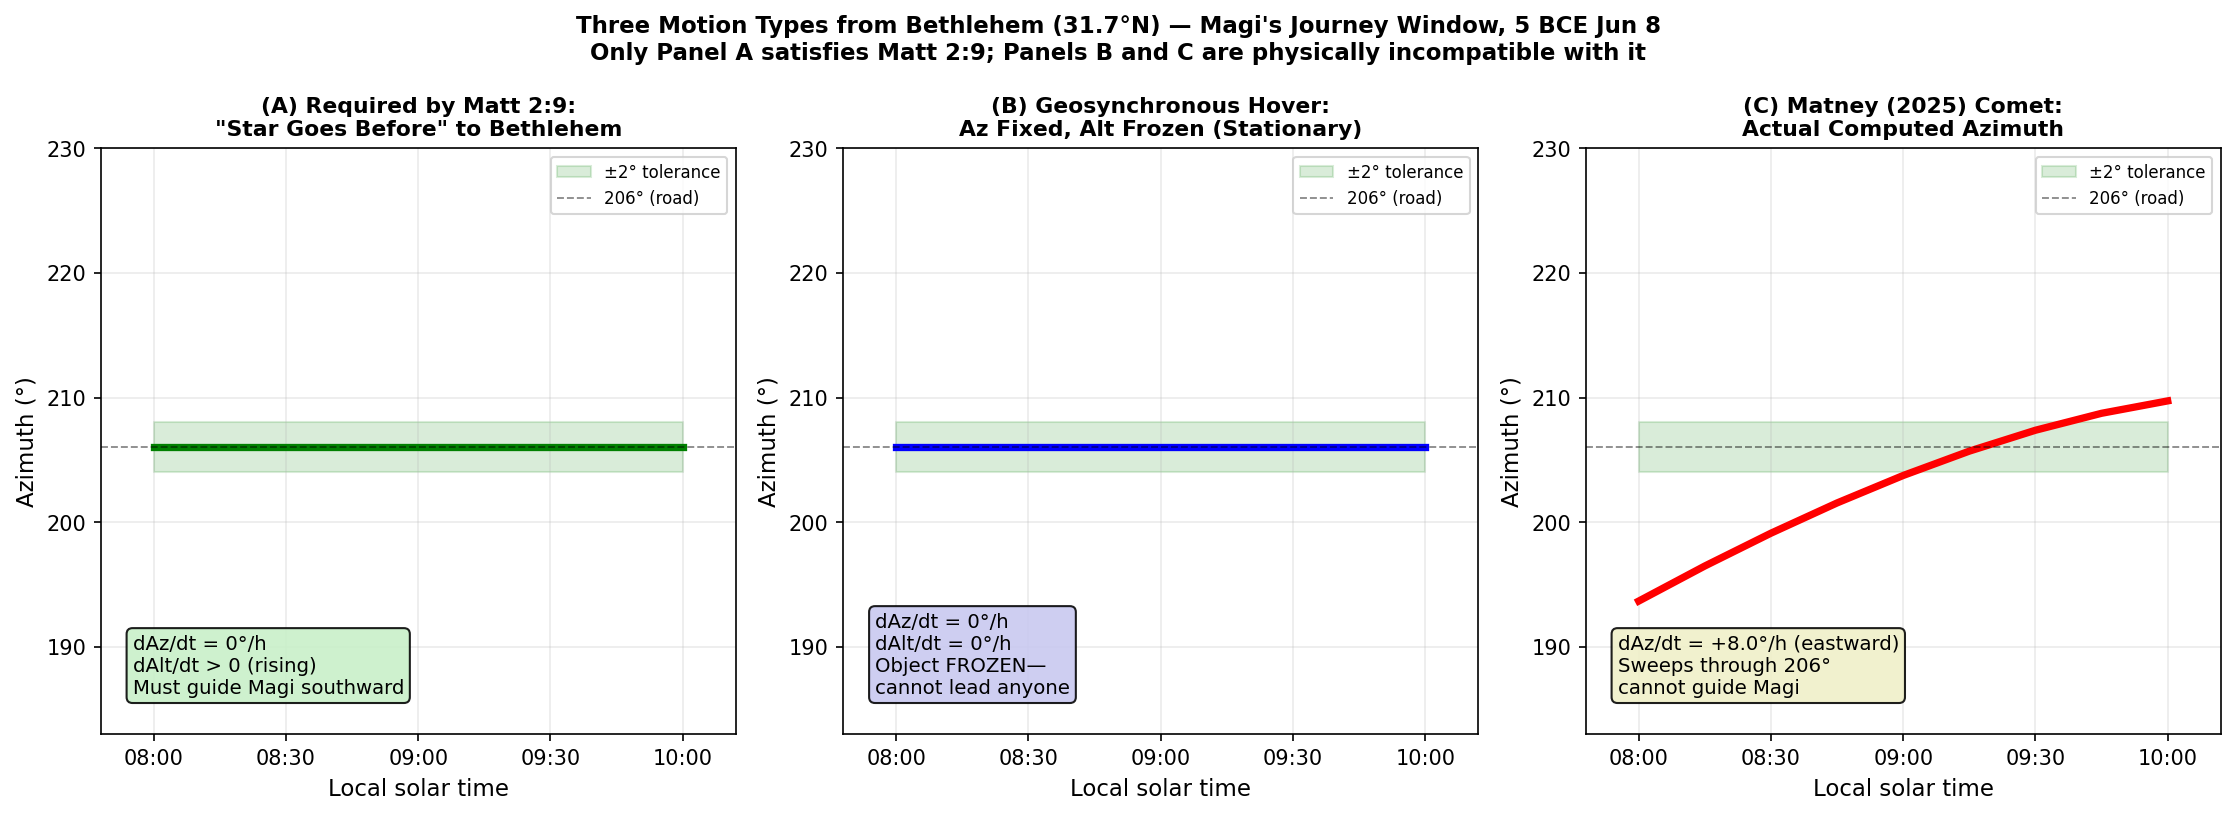 Three Motion Types from Bethlehem (31.7°N) — Magi's Journey Window, 5 BCE Jun 8
Only Panel A satisfies Matt 2:9; Panels B and C are physically incompatible with it
(A) Required by Matt 2:9:
"Star Goes Before" to Bethlehem
230
220
210
200
190
Azimuth (°)
±2° tolerance
206° (road)
dAz/dt = 0°/h
dAlt/dt > 0 (rising)
Must guide Magi southward
08:00 08:30 09:00 09:30 10:00
Local solar time
(B) Geosynchronous Hover:
Az Fixed, Alt Frozen (Stationary)
230
220
210
200
190
Azimuth (°)
±2° tolerance
206° (road)
dAz/dt = 0°/h
dAlt/dt = 0°/h
Object FROZEN—
cannot lead anyone
08:00 08:30 09:00 09:30 10:00
Local solar time
(C) Matney (2025) Comet:
Actual Computed Azimuth
230
220
210
200
190
Azimuth (°)
±2° tolerance
206° (road)
dAz/dt = +8.0°/h (eastward)
Sweeps through 206°
cannot guide Magi
08:00 08:30 09:00 09:30 10:00
Local solar time